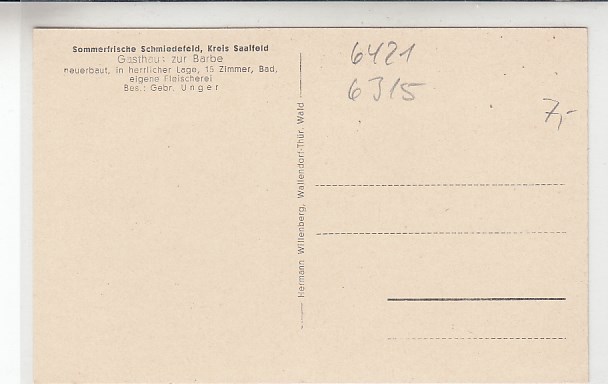 Sommerfrische Schmiedefeld, Kreis Saalfeld
Gasthaus zur Barbe
neuerbaut, in herrlicher Lage, 15 Zimmer, Bad,
eigene Fleischerei
Bes.: Gebr. Unger
Hermann Willenberg, Wallendorf-Thür. Wald
6421
6315
7,-